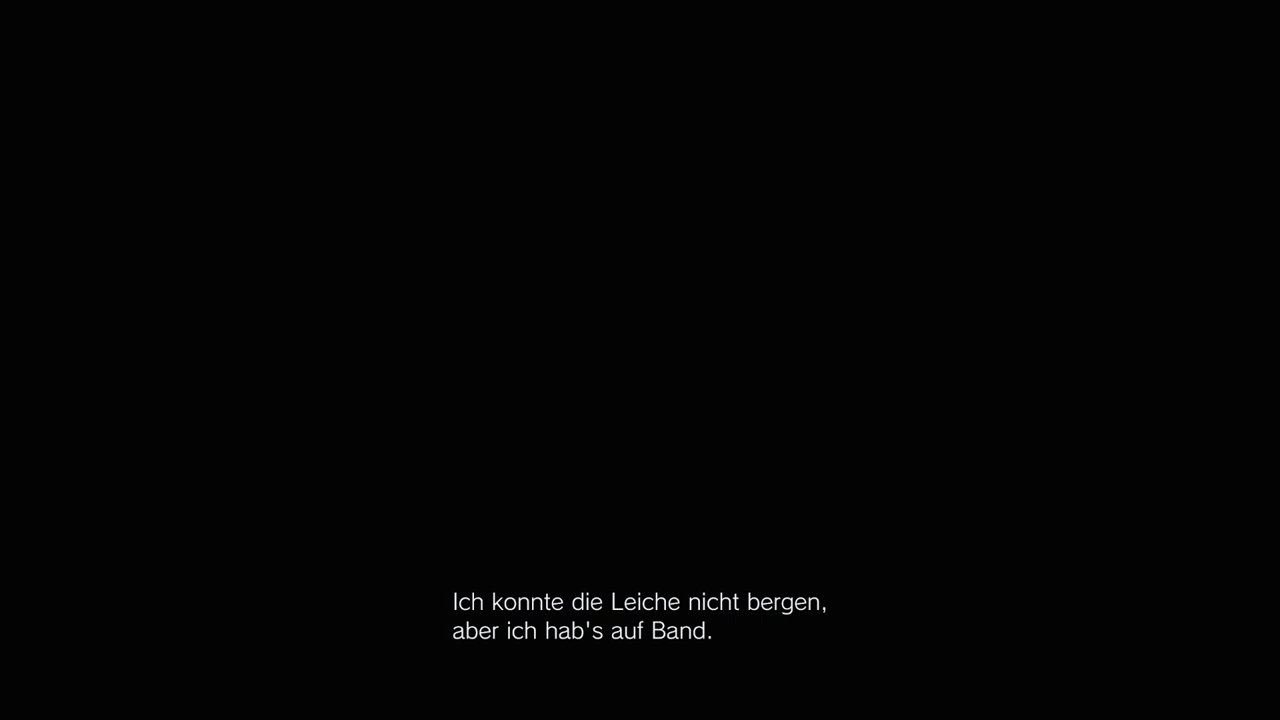 Ich konnte die Leiche nicht bergen,
aber ich hab's auf Band.